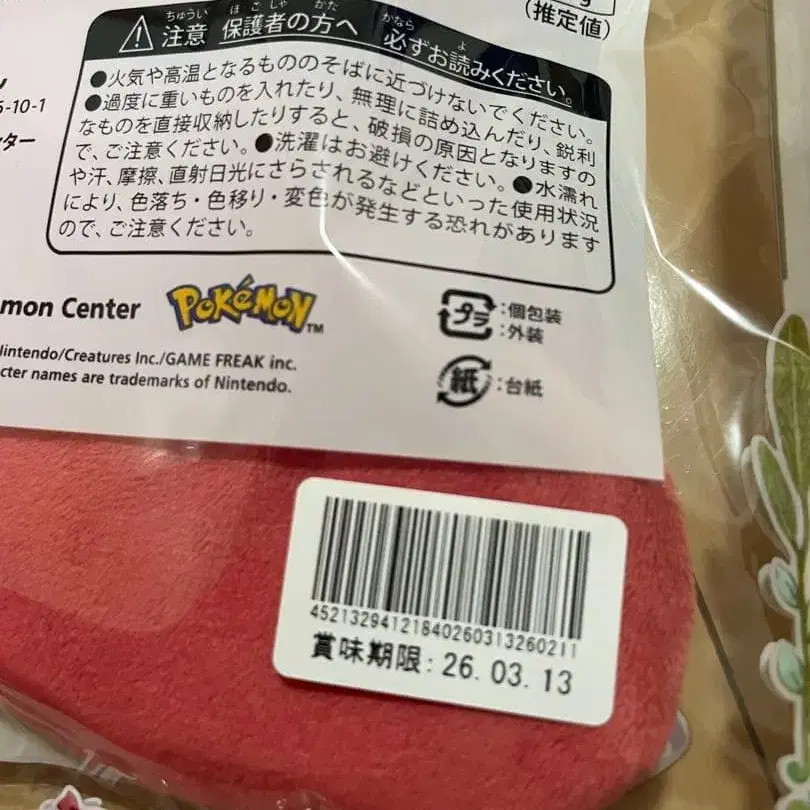 (推定値)
ちゅうい ほごしゃ かた かなら よ
注意 保護者の方へ 必ずお読みください。
●火気や高温となるもののそばに近づけないでください。
●過度に重いものを入れたり、無理に詰め込んだり、鋭利
なものを直接収納したりすると、破損の原因となりますの
で、ご注意ください。●洗濯はお避けください。●水濡れ
や汗、摩擦、直射日光にさらされるなどといった使用状況
により、色落ち・色移り・変色が発生する恐れがあります
ので、ご注意ください。
5-10-1
ター
mon Center POKéMON TM
プラ :個包装
:外装
紙 :台紙
Nintendo/Creatures Inc./GAME FREAK inc.
cter names are trademarks of Nintendo.
4521329412184026031326021​1
賞味期限: 26.03.13